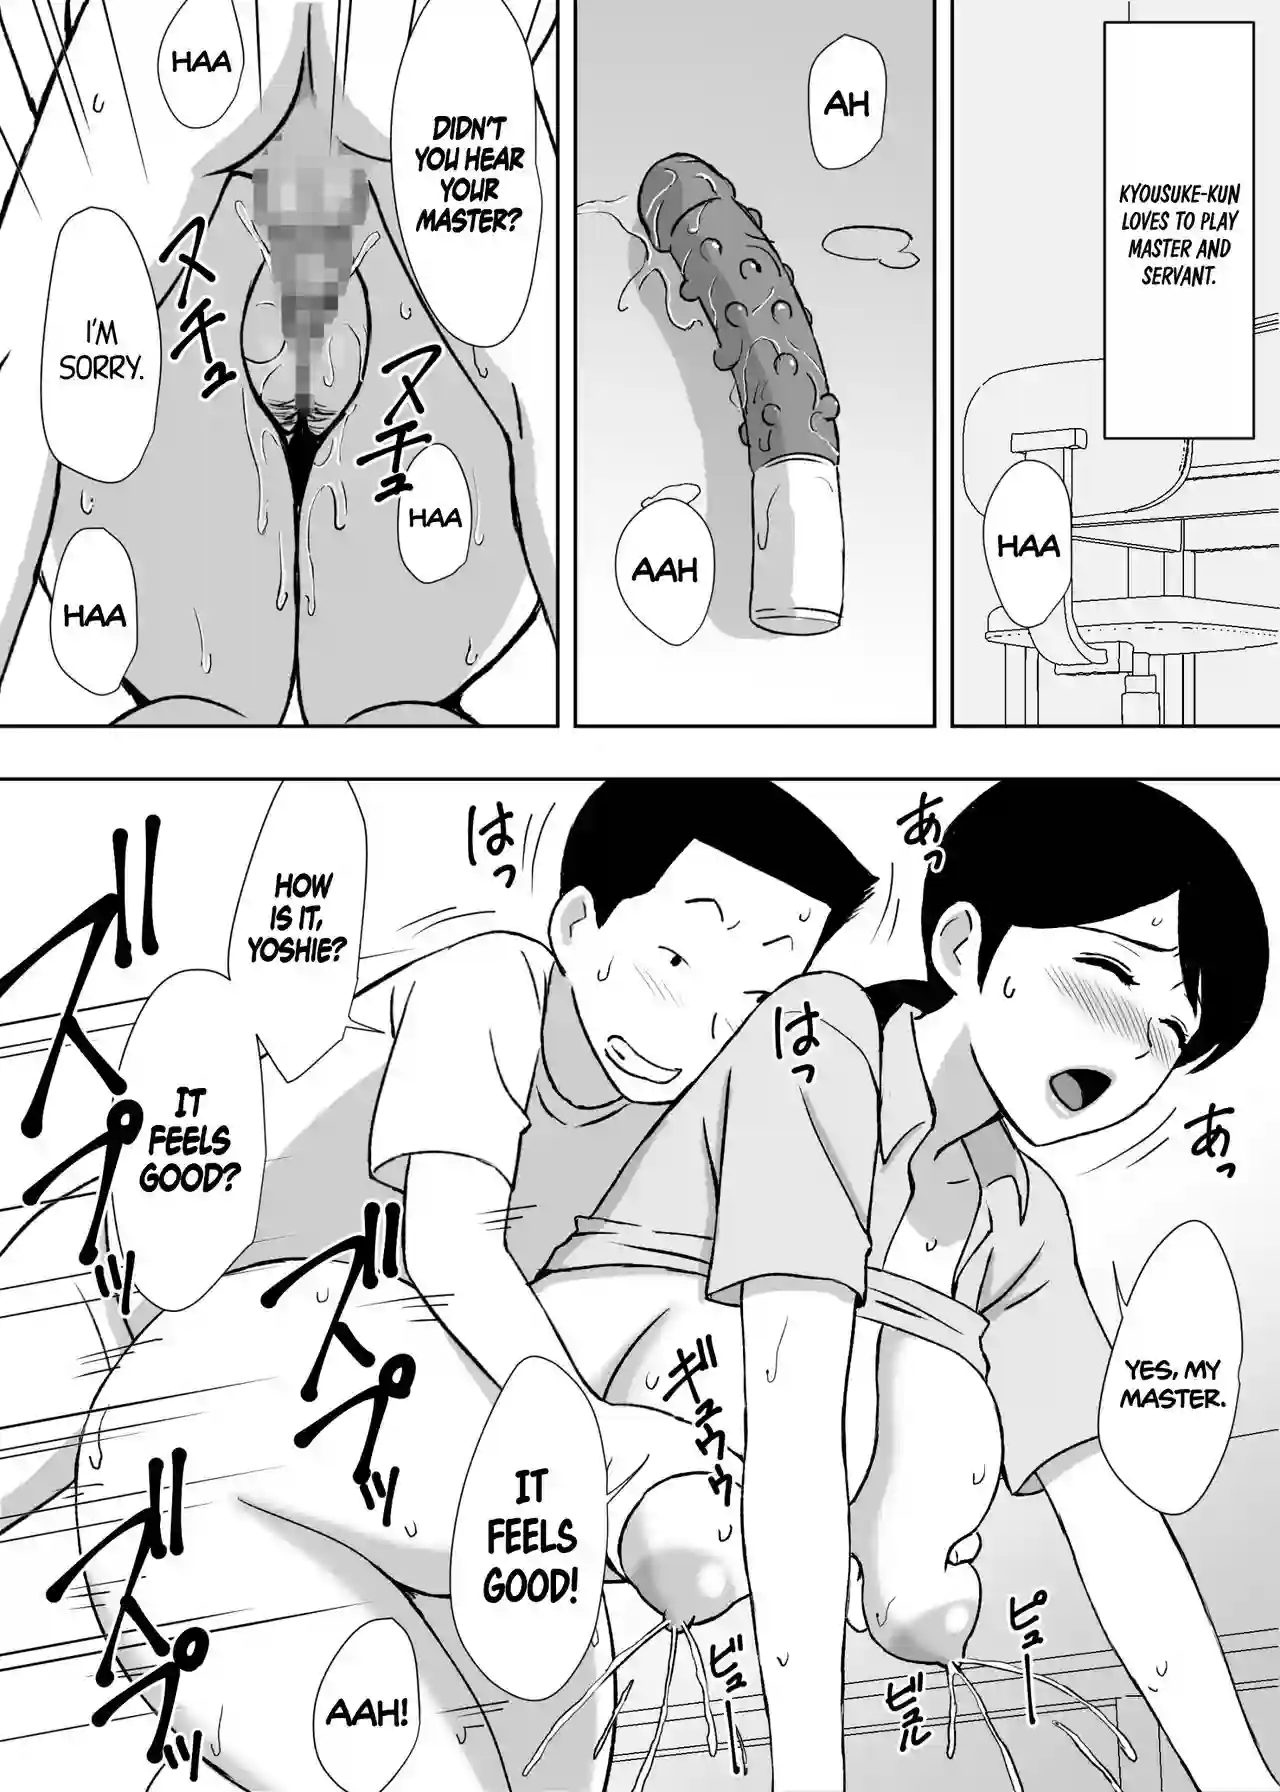 KYOUSUKE-KUN
LOVES TO PLAY
MASTER AND
SERVANT.
HAA
AH
AAH
DIDN'T
YOU HEAR
YOUR
MASTER?
HAA
I'M
SORRY.
ヌチュ
ヌチュ
HAA
HAA
あっ
はっ
HOW
IS IT,
YOSHIE?
IT
FEELS
GOOD?
はっ
あっ
YES, MY
MASTER.
ズプッ
ズプッ
ズプッ
ギュウウ
IT
FEELS
GOOD!
ピュー
ビュー
ビュル
AAH!